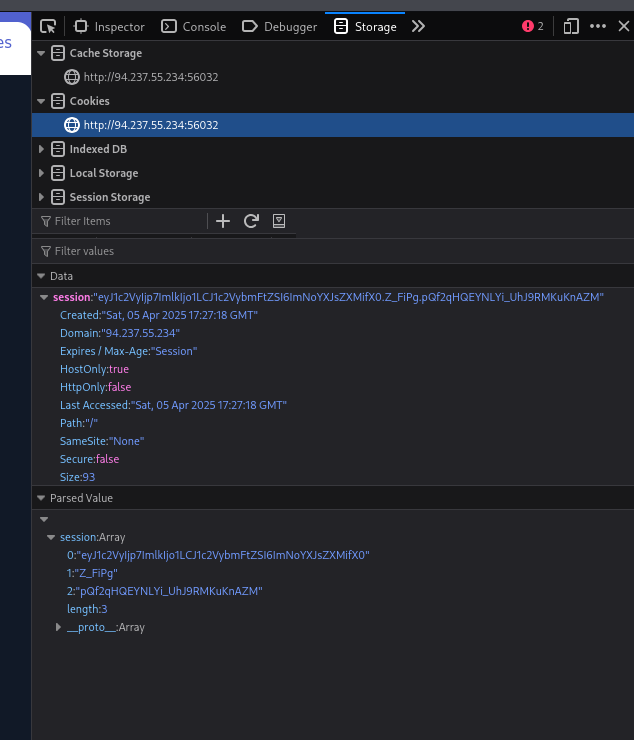 es
Inspector Console Debugger Storage 2
Cache Storage
http://94.237.55.234:56032
Cookies
http://94.237.55.234:56032
Indexed DB
Local Storage
Session Storage
Filter Items
Filter values
Data
session:"eyJ1c2VyIjp7ImlkIjo1LCJ1c2VybmFtZSI6ImNoYXJsZXMifX0.Z_FiPg.pQf2qHQEYNLYi_UhJ9RMKuKnAZM"
Created:"Sat, 05 Apr 2025 17:27:18 GMT"
Domain:"94.237.55.234"
Expires / Max-Age:"Session"
HostOnly:true
HttpOnly:false
Last Accessed:"Sat, 05 Apr 2025 17:27:18 GMT"
Path:"/"
SameSite:"None"
Secure:false
Size:93
Parsed Value
session:Array
0:"eyJ1c2VyIjp7ImlkIjo1LCJ1c2VybmFtZSI6ImNoYXJsZXMifX0"
1:"Z_FiPg"
2:"pQf2qHQEYNLYi_UhJ9RMKuKnAZM"
length:3
__proto__:Array